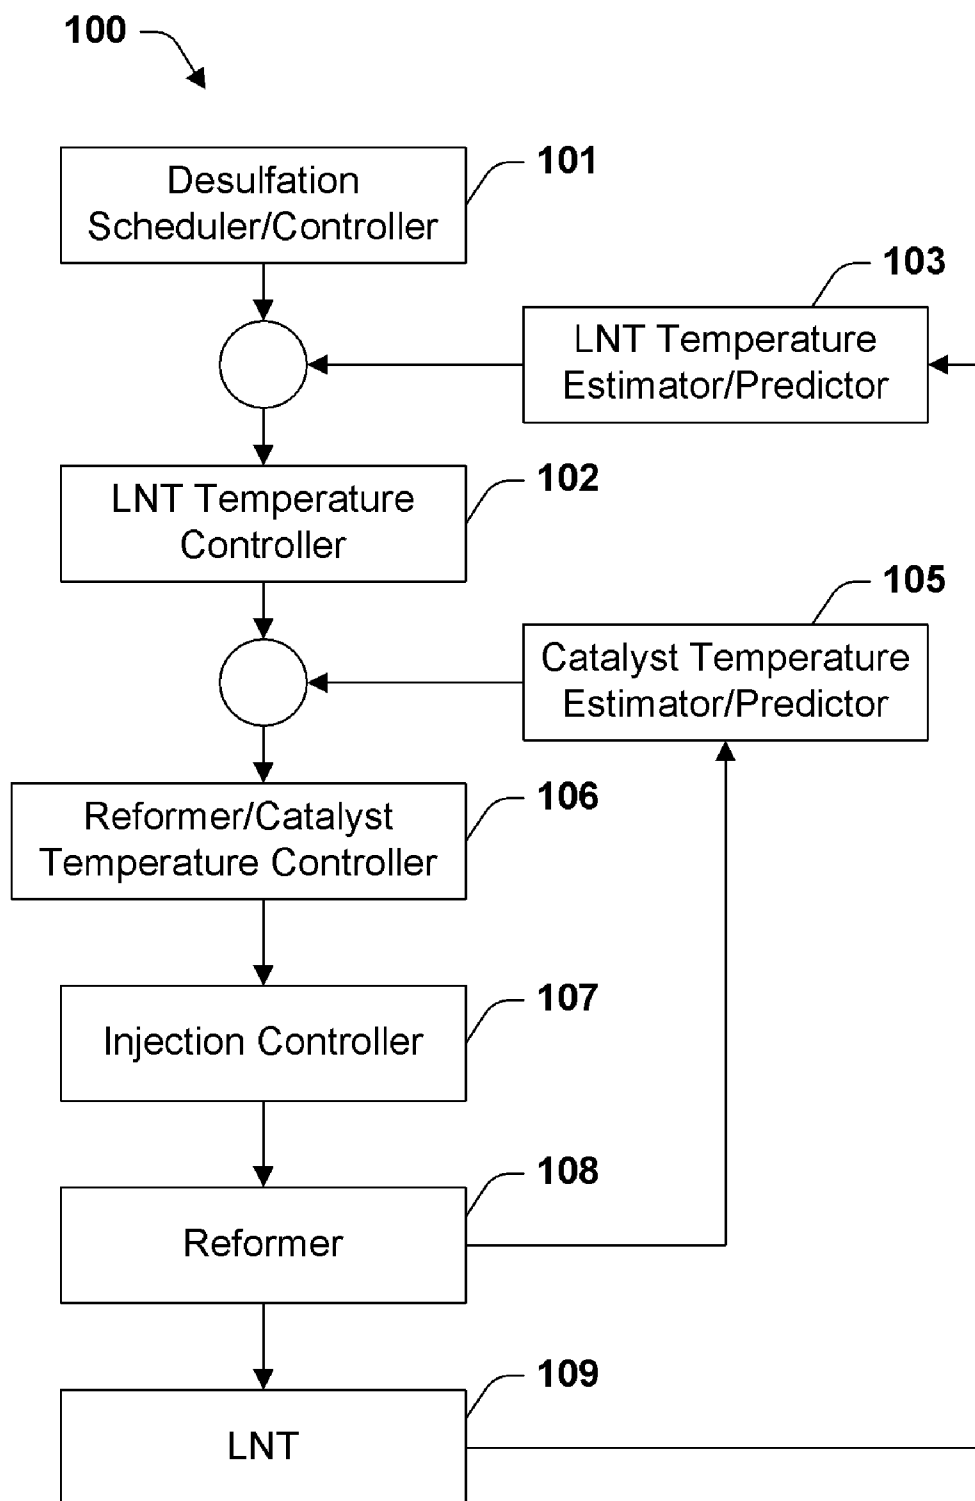 100
101
Desulfation
Scheduler/Controller
103
LNT Temperature
Estimator/Predictor
102
LNT Temperature
Controller
105
Catalyst Temperature
Estimator/Predictor
106
Reformer/Catalyst
Temperature Controller
107
Injection Controller
108
Reformer
109
LNT